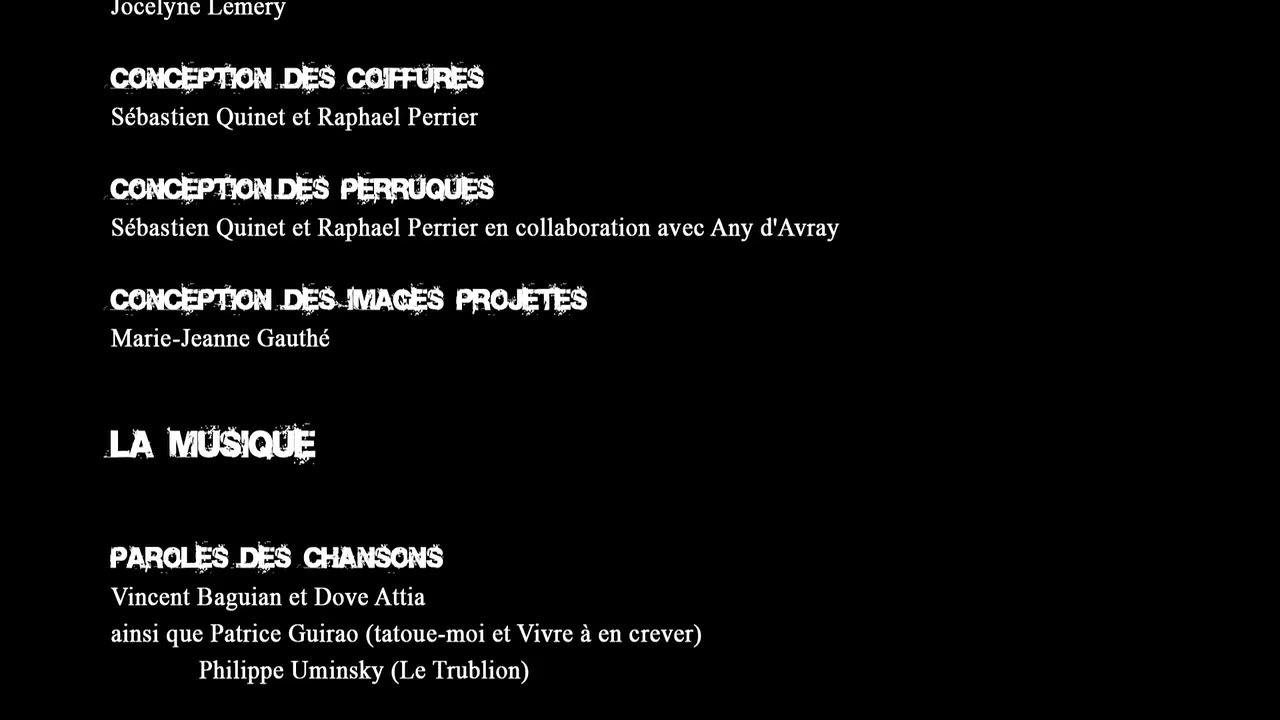 Jocelyne Lemery
CONCEPTION DES COIFFURES
Sébastien Quinet et Raphael Perrier
CONCEPTION DES PERRUQUES
Sébastien Quinet et Raphael Perrier en collaboration avec Any d'Avray
CONCEPTION DES IMAGES PROJETES
Marie-Jeanne Gauthé
LA MUSIQUE
PAROLES DES CHANSONS
Vincent Baguian et Dove Attia
ainsi que Patrice Guirao (tatoue-moi et Vivre à en crever)
Philippe Uminsky (Le Trublion)